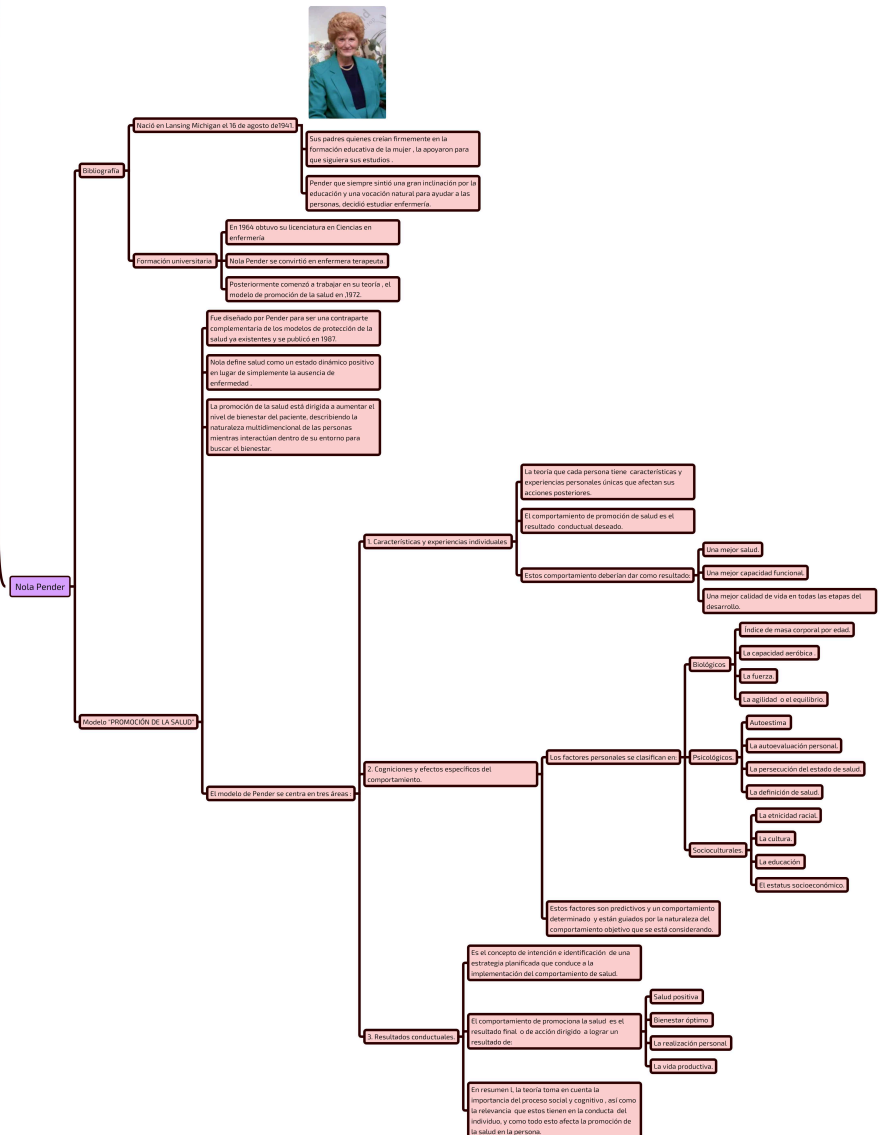 Nació en Lansing Michigan el 16 de agosto de1941.
Sus padres quienes creían firmemente en la
formación educativa de la mujer , la apoyaron para
que siguiera sus estudios .
Bibliografía
Pender que siempre sintió una gran inclinación por la
educación y una vocación natural para ayudar a las
personas, decidió estudiar enfermería.
En 1964 obtuvo su licenciatura en Ciencias en
enfermería
Formación universitaria
Nola Pender se convirtió en enfermera terapeuta.
Posteriormente comenzó a trabajar en su teoría , el
modelo de promoción de la salud en ,1972.
Fue diseñado por Pender para ser una contraparte
complementaria de los modelos de protección de la
salud ya existentes y se publicó en 1987.
Nola define salud como un estado dinámico positivo
en lugar de simplemente la ausencia de
enfermedad .
La promoción de la salud está dirigida a aumentar el
nivel de bienestar del paciente, describiendo la
naturaleza multidimencional de las personas
mientras interactúan dentro de su entorno para
buscar el bienestar.
La teoría que cada persona tiene características y
experiencias personales únicas que afectan sus
acciones posteriores.
El comportamiento de promoción de salud es el
resultado conductual deseado.
1. Características y experiencias individuales
Estos comportamiento deberían dar como resultado:
Una mejor salud.
Una mejor capacidad funcional.
Una mejor calidad de vida en todas las etapas del
desarrollo.
Nola Pender
Modelo "PROMOCIÓN DE LA SALUD"
El modelo de Pender se centra en tres áreas :
2. Cogniciones y efectos específicos del
comportamiento.
Los factores personales se clasifican en:
Biológicos
Índice de masa corporal por edad.
La capacidad aeróbica .
La fuerza.
La agilidad o el equilibrio.
Psicológicos.
Autoestima
La autoevaluación personal.
La persecución del estado de salud.
La definición de salud.
Socioculturales.
La etnicidad racial.
La cultura.
La educación
El estatus socioeconómico.
Estos factores son predictivos y un comportamiento
determinado y están guiados por la naturaleza del
comportamiento objetivo que se está considerando.
3. Resultados conductuales.
Es el concepto de intención e identificación de una
estrategia planificada que conduce a la
implementación del comportamiento de salud.
El comportamiento de promociona la salud es el
resultado final o de acción dirigido a lograr un
resultado de:
Salud positiva
Bienestar óptimo
La realización personal
La vida productiva.
En resumen l, la teoría toma en cuenta la
importancia del proceso social y cognitivo , así como
la relevancia que estos tienen en la conducta del
individuo, y como todo esto afecta la promoción de
la salud en la persona.